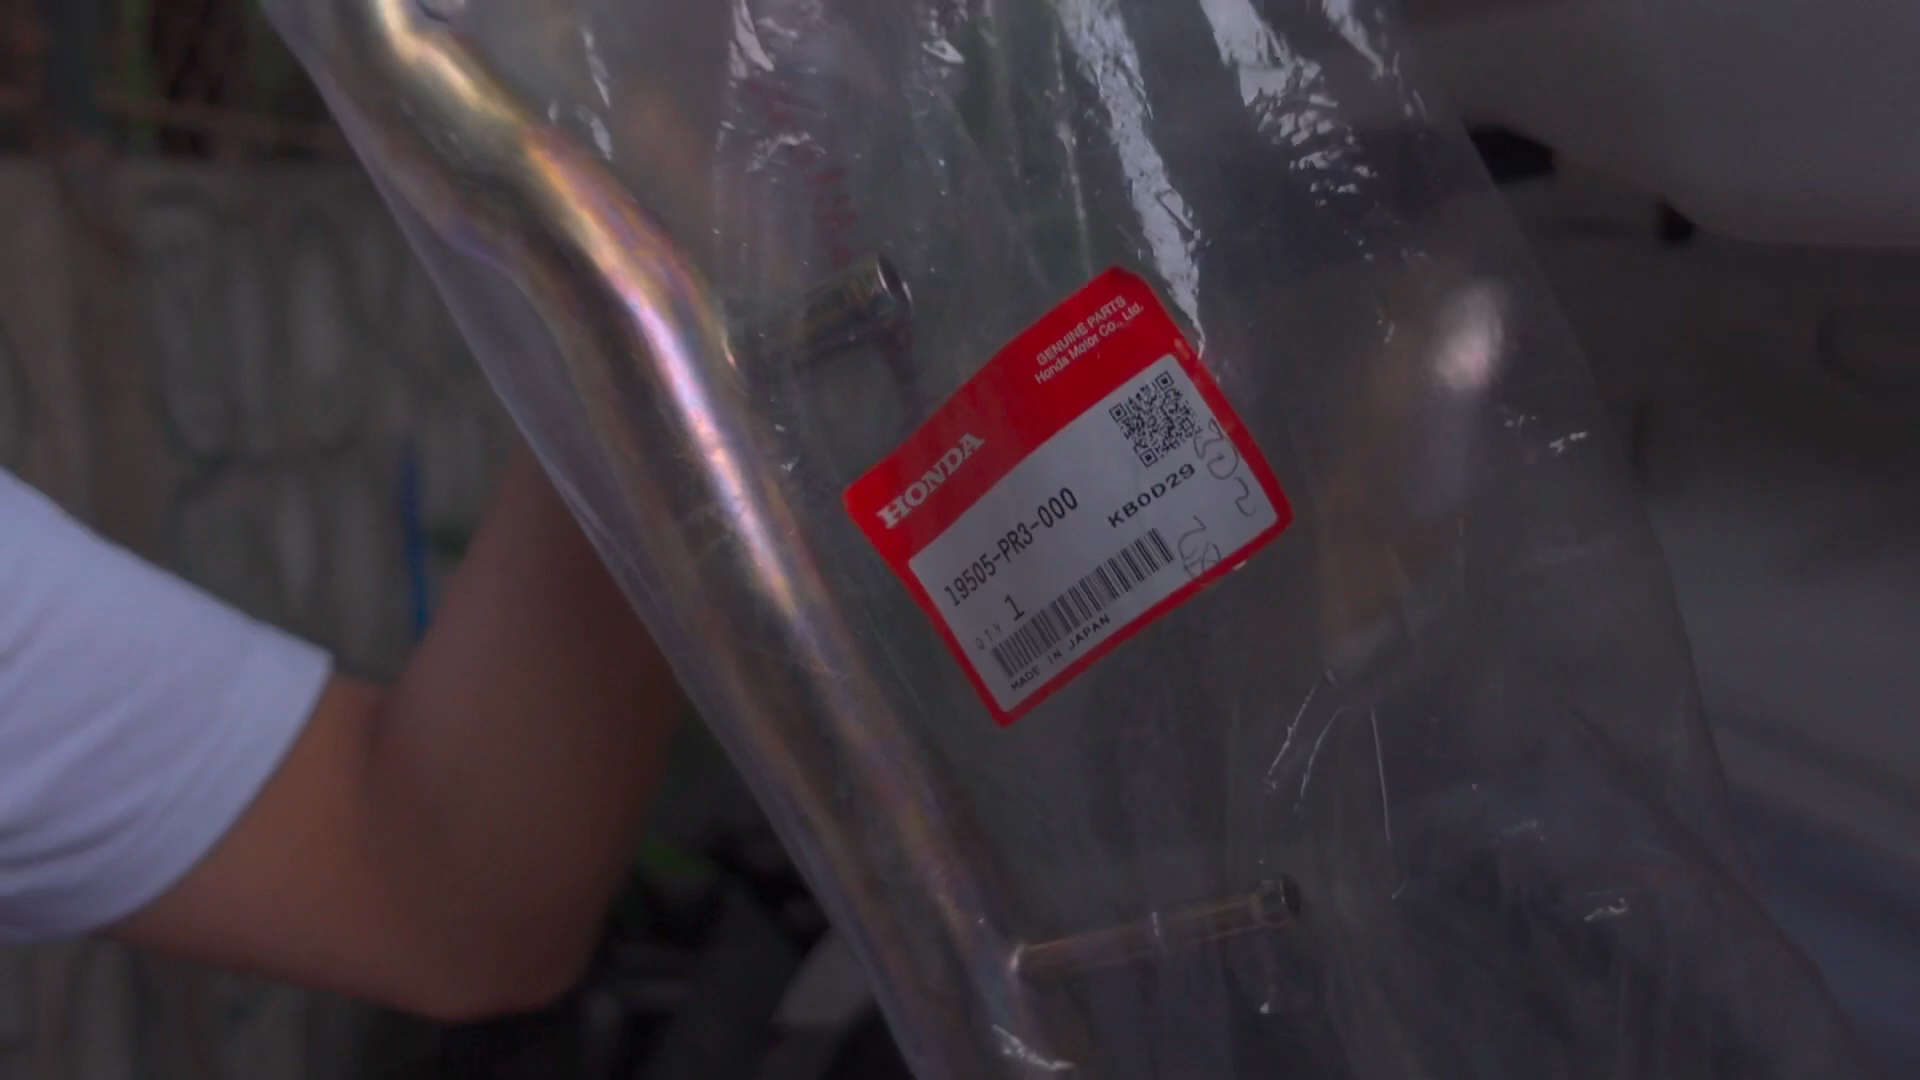 GENUINE PARTS
Honda Motor Co., Ltd.
HONDA
19505-PR3-000
KB0D29
QTY 1
MADE IN JAPAN